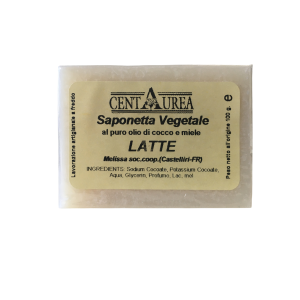 CENTAUREA
Saponetta Vegetale
al puro olio di cocco e miele
LATTE
Melissa soc.coop.(Castelliri-FR)
INGREDIENTS: Sodium Cocoate, Potassium Cocoate,
Aqua, Glycerin, Profumo, Lac, mel.
Lavorazione artigianale a freddo
Peso netto all'origine 100 g. e